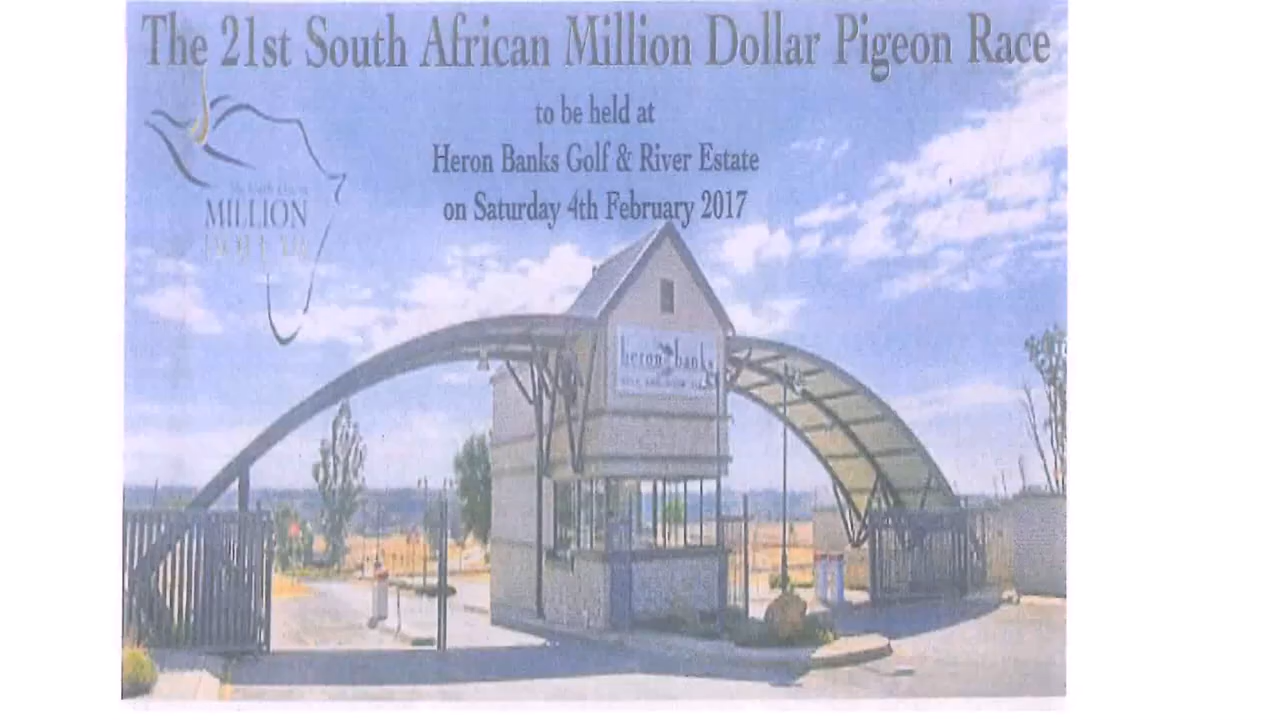 The 21st South African Million Dollar Pigeon Race
to be held at
Heron Banks Golf & River Estate
on Saturday 4th February 2017
MILLION
DOLLAR
heron banks